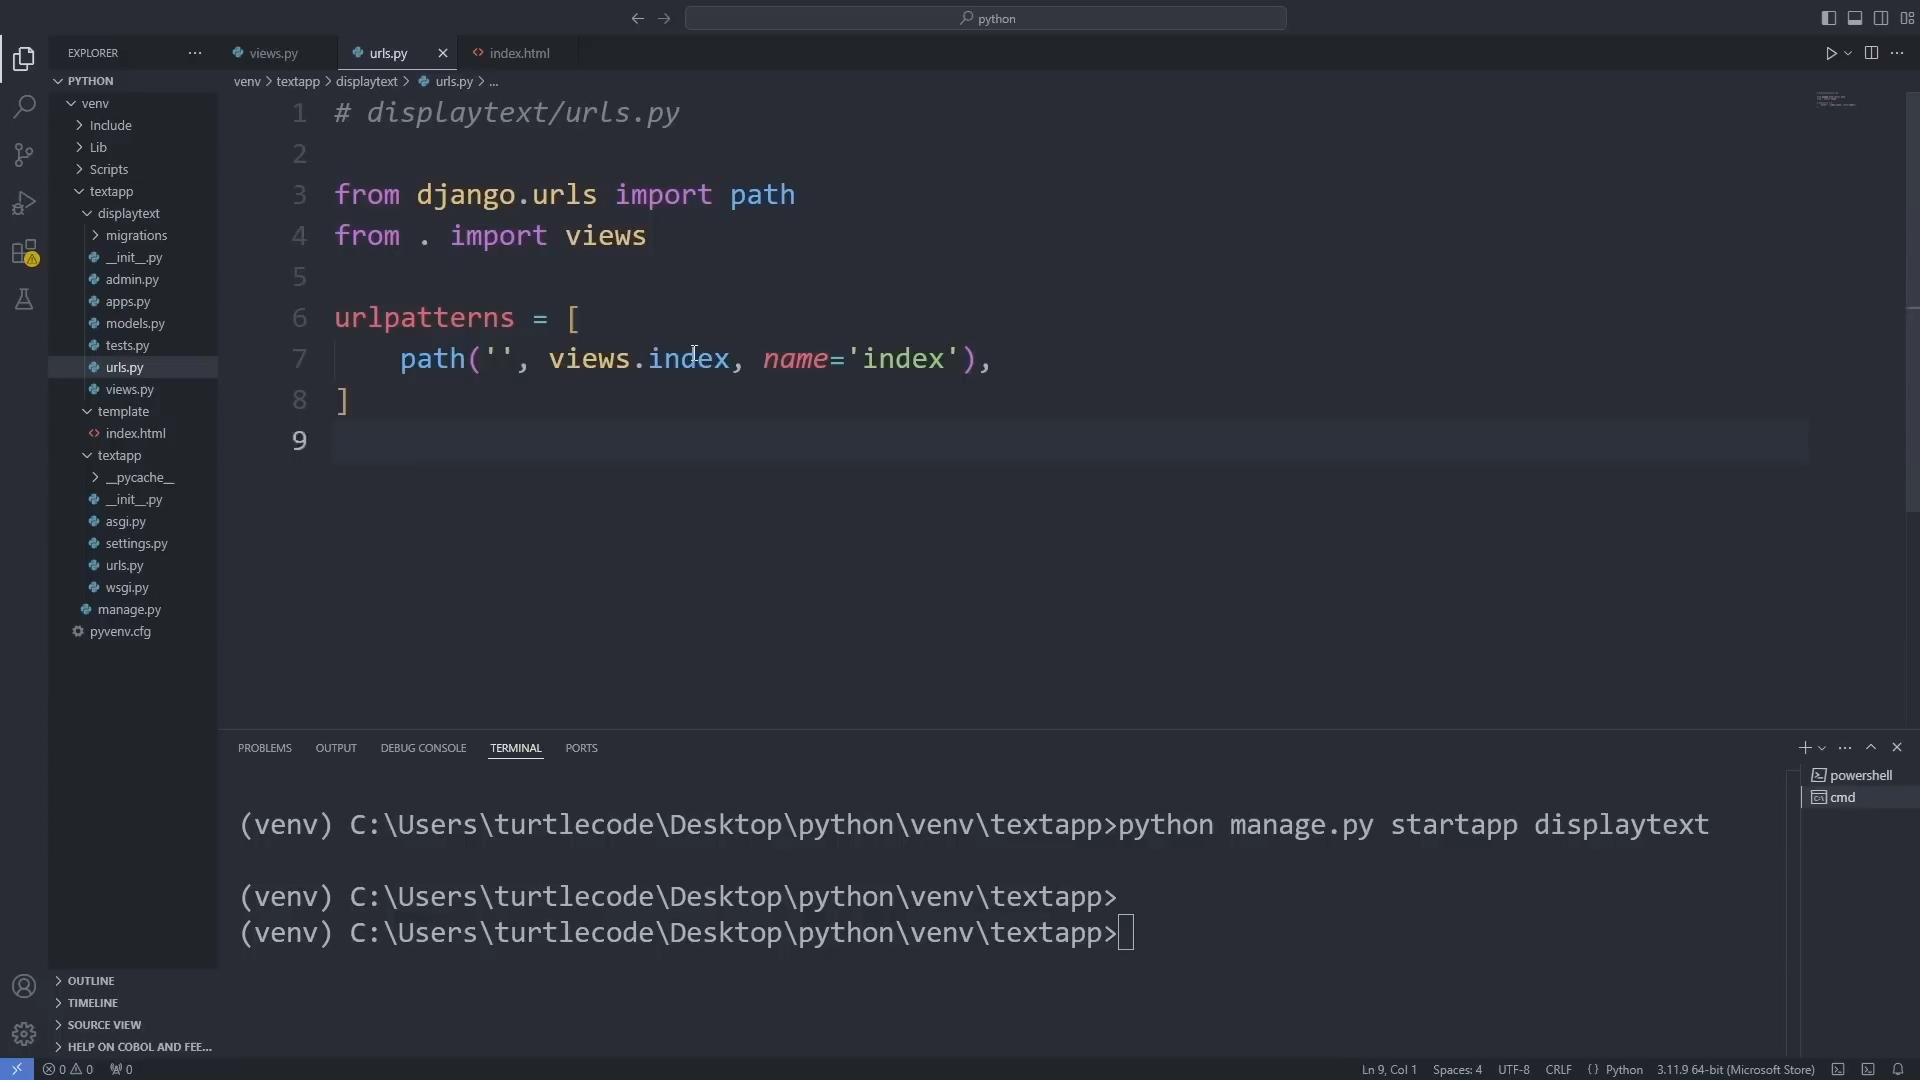 python
EXPLORER
views.py
urls.py
index.html
PYTHON
venv > textapp > displaytext > urls.py > ...
venv
Include
Lib
Scripts
textapp
displaytext
migrations
__init__.py
admin.py
apps.py
models.py
tests.py
urls.py
views.py
template
index.html
textapp
__pycache__
__init__.py
asgi.py
settings.py
urls.py
wsgi.py
manage.py
pyvenv.cfg
1 # displaytext/urls.py
2
3 from django.urls import path
4 from . import views
5
6 urlpatterns = [
7 path('', views.index, name='index'),
8 ]
9
PROBLEMS OUTPUT DEBUG CONSOLE TERMINAL PORTS
powershell
cmd
(venv) C:\Users\turtlecode\Desktop\python\venv\textapp>python manage.py startapp displaytext
(venv) C:\Users\turtlecode\Desktop\python\venv\textapp>
(venv) C:\Users\turtlecode\Desktop\python\venv\textapp>
OUTLINE
TIMELINE
SOURCE VIEW
HELP ON COBOL AND FEE...
0 0 0 Ln 9, Col 1 Spaces: 4 UTF-8 CRLF { } Python 3.11.9 64-bit (Microsoft Store)